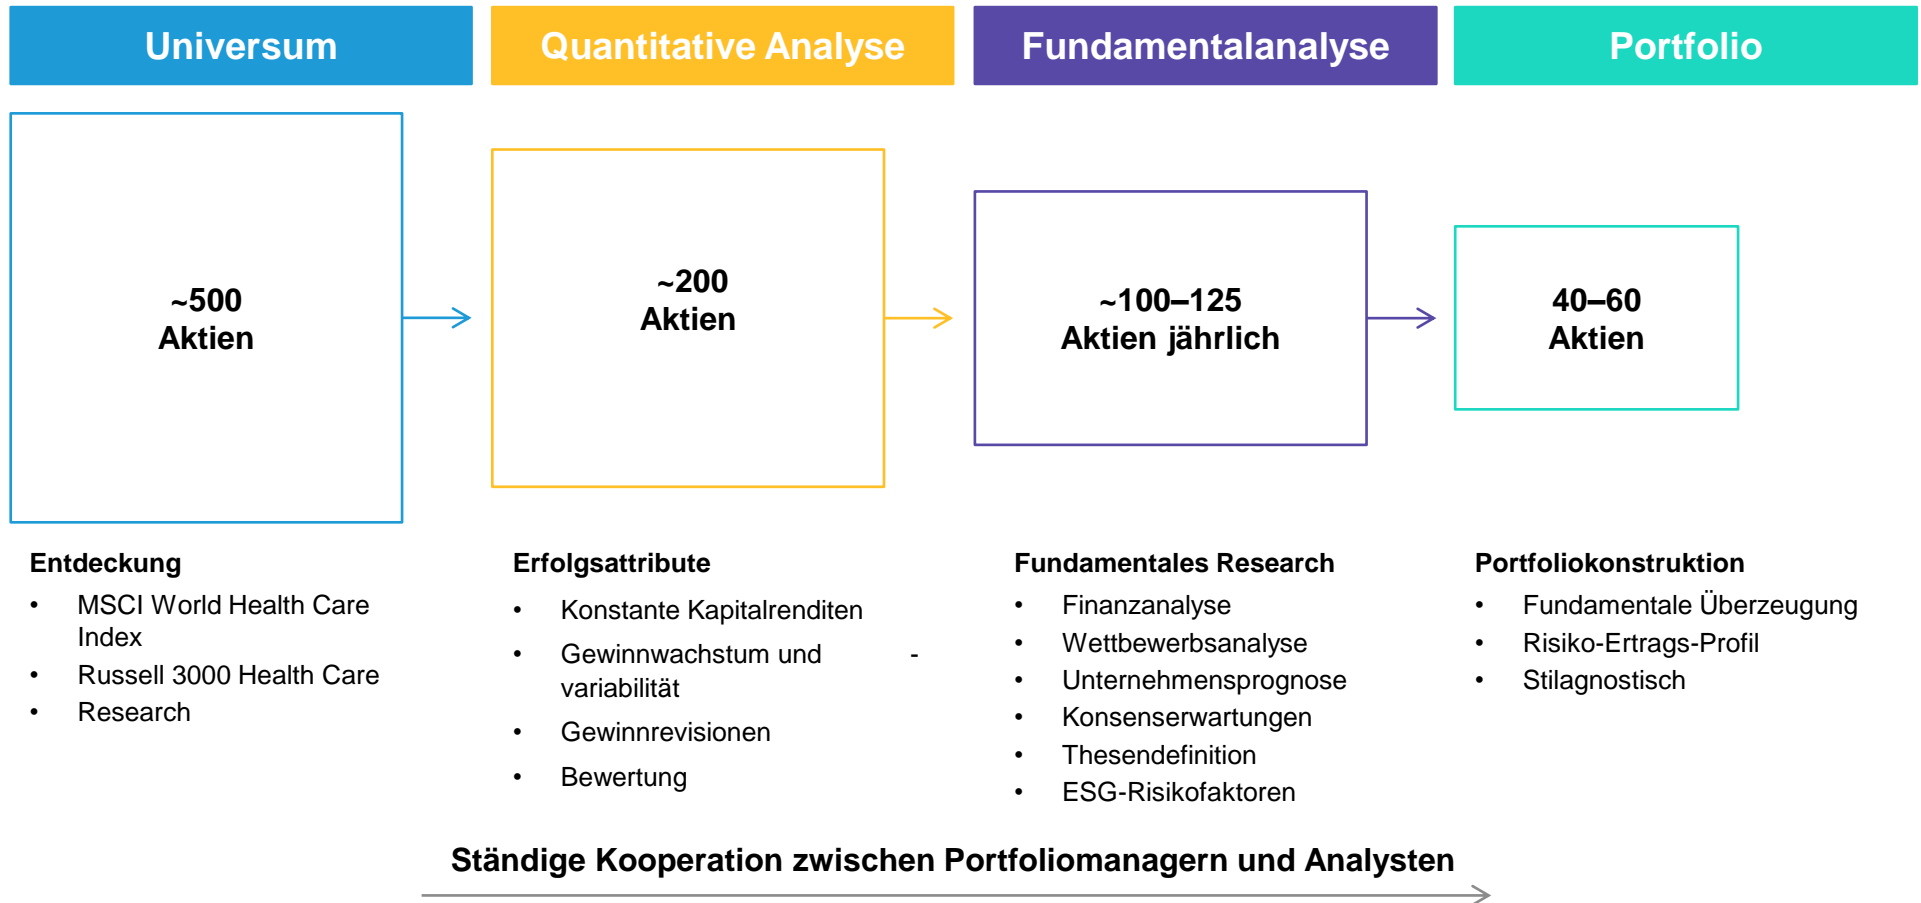 Universum
Quantitative Analyse
Fundamentalanalyse
Portfolio
~500
Aktien
~200
Aktien
~100–125
Aktien jährlich
40–60
Aktien
Entdeckung
• MSCI World Health Care
Index
• Russell 3000 Health Care
• Research
Erfolgsattribute
• Konstante Kapitalrenditen
• Gewinnwachstum und -
variabilität
• Gewinnrevisionen
• Bewertung
Fundamentales Research
• Finanzanalyse
• Wettbewerbsanalyse
• Unternehmensprognose
• Konsenserwartungen
• Thesendefinition
• ESG-Risikofaktoren
Portfoliokonstruktion
• Fundamentale Überzeugung
• Risiko-Ertrags-Profil
• Stilagnostisch
Ständige Kooperation zwischen Portfoliomanagern und Analysten